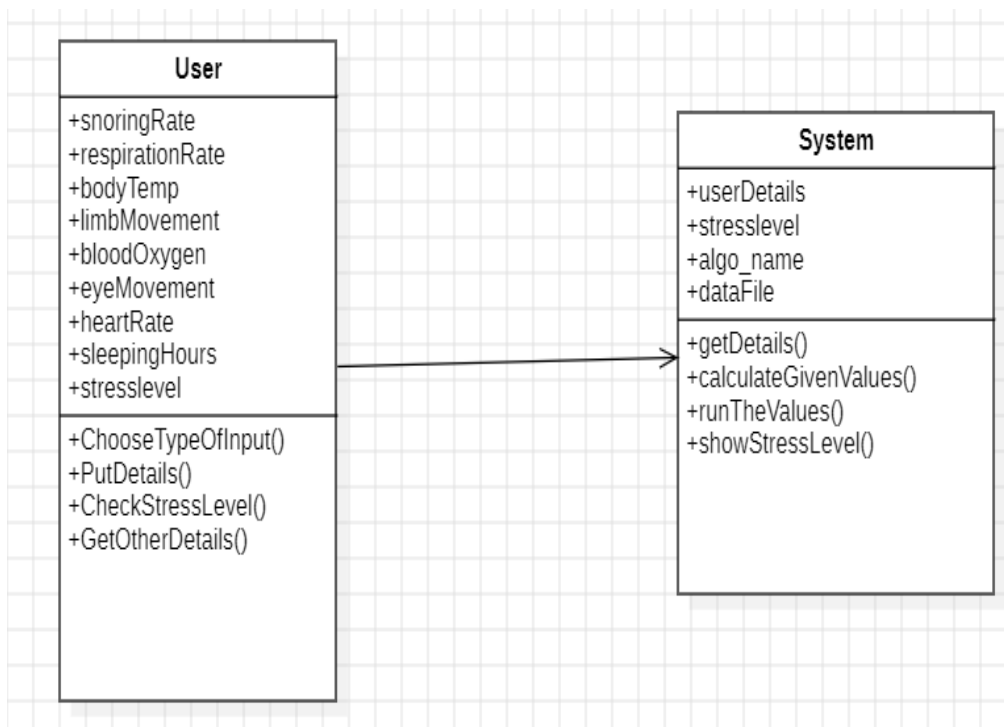 User
+snoringRate
+respirationRate
+bodyTemp
+limbMovement
+bloodOxygen
+eyeMovement
+heartRate
+sleepingHours
+stresslevel
+ChooseTypeOfInput()
+PutDetails()
+CheckStressLevel()
+GetOtherDetails()
System
+userDetails
+stresslevel
+algo_name
+dataFile
+getDetails()
+calculateGivenValues()
+runTheValues()
+showStressLevel()